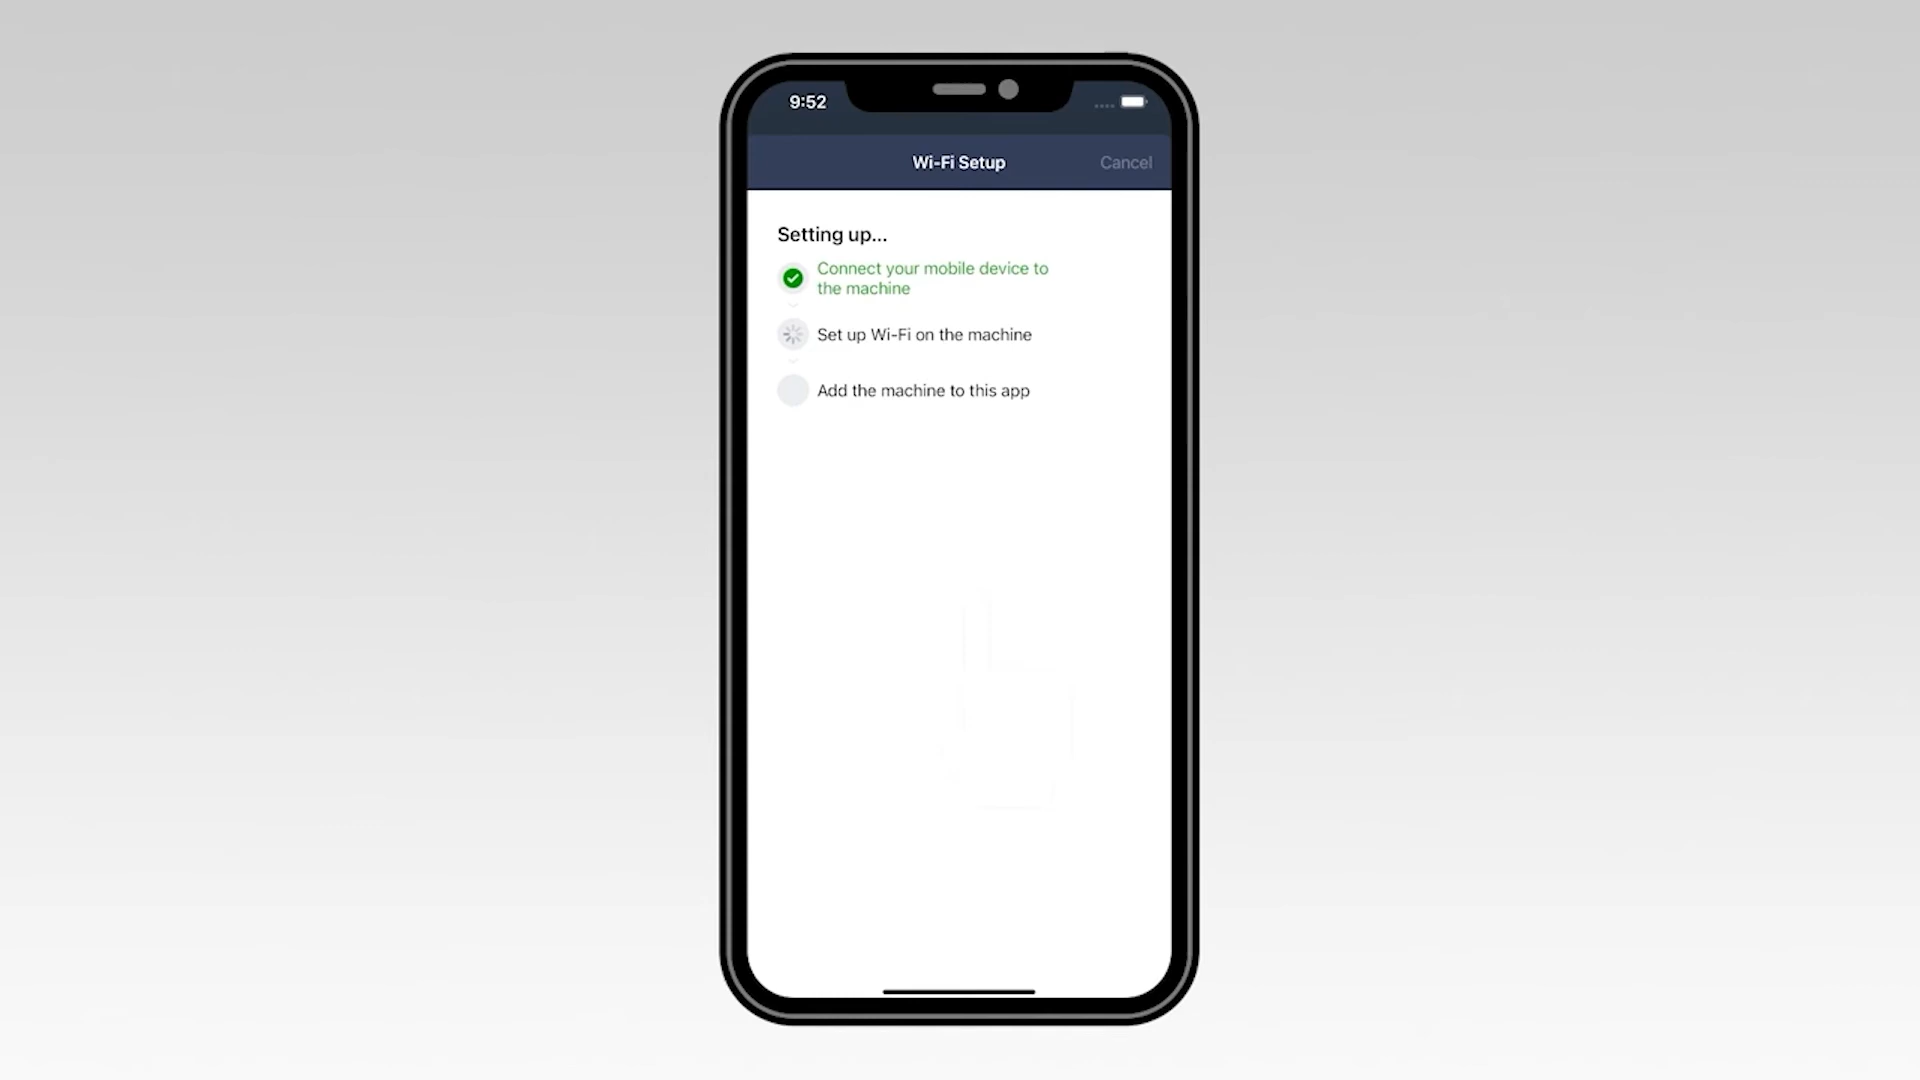 9:52
Wi-Fi Setup
Cancel
Setting up...
Connect your mobile device to
the machine
Set up Wi-Fi on the machine
Add the machine to this app